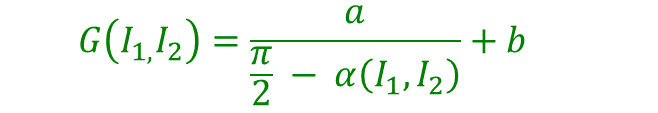 G(I₁,I₂) = a / (π/2 − α(I₁,I₂)) + b